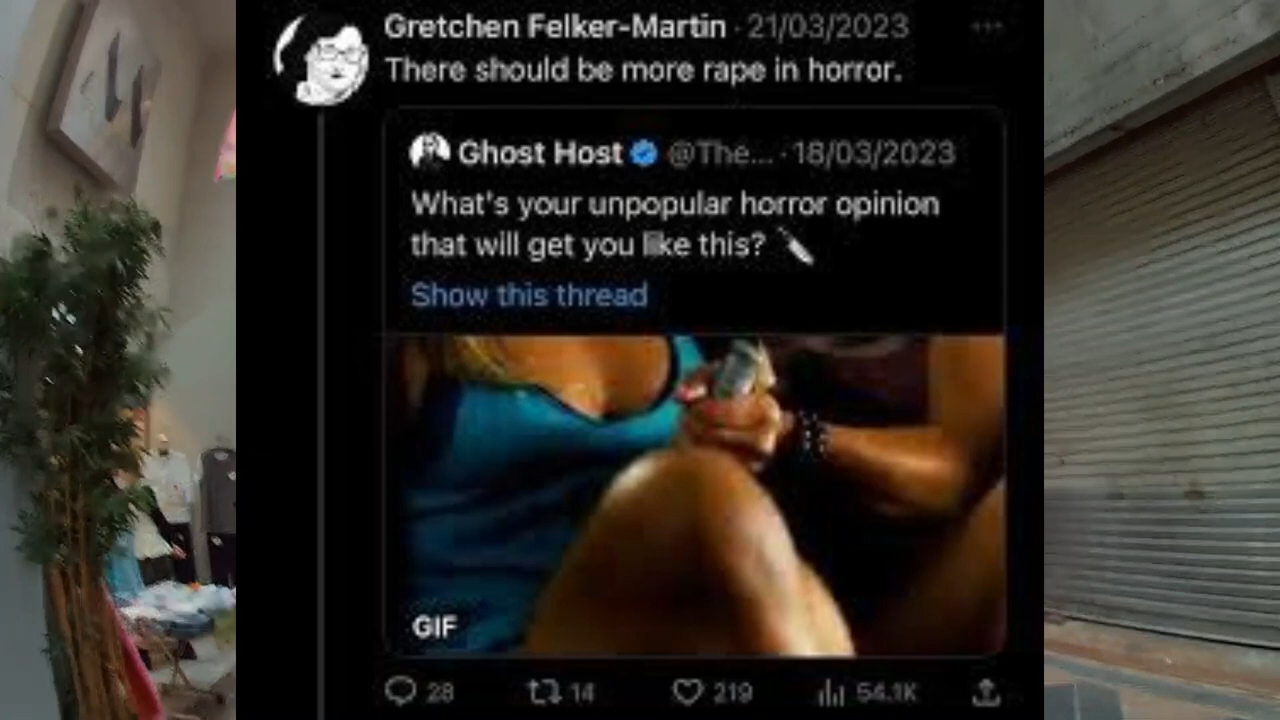 Gretchen Felker-Martin · 21/03/2023
There should be more rape in horror.
Ghost Host @The... · 18/03/2023
What's your unpopular horror opinion
that will get you like this? 🔪
Show this thread
GIF
28 14 219 54.1K